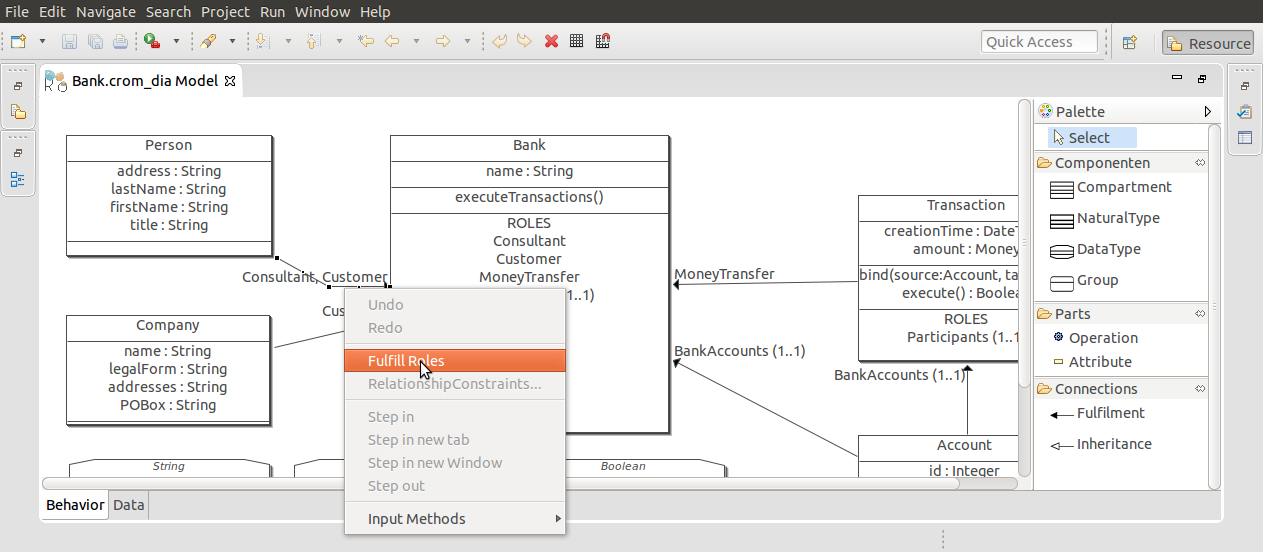 File Edit Navigate Search Project Run Window Help
Quick Access
Resource
Bank.crom_dia Model
Person
address : String
lastName : String
firstName : String
title : String
Bank
name : String
executeTransactions()
ROLES
Consultant
Customer
MoneyTransfer
1..1)
Consultant, Customer
Cus
Company
name : String
legalForm : String
addresses : String
POBox : String
MoneyTransfer
BankAccounts (1..1)
Transaction
creationTime : DateT
amount : Money
bind(source:Account, ta
execute() : Boolea
ROLES
Participants (1..1
BankAccounts (1..1)
Account
id : Integer
String
Boolean
Undo
Redo
Fulfill Roles
RelationshipConstraints...
Step in
Step in new tab
Step in new Window
Step out
Input Methods
Palette
Select
Componenten
Compartment
NaturalType
DataType
Group
Parts
Operation
Attribute
Connections
Fulfilment
Inheritance
Behavior Data